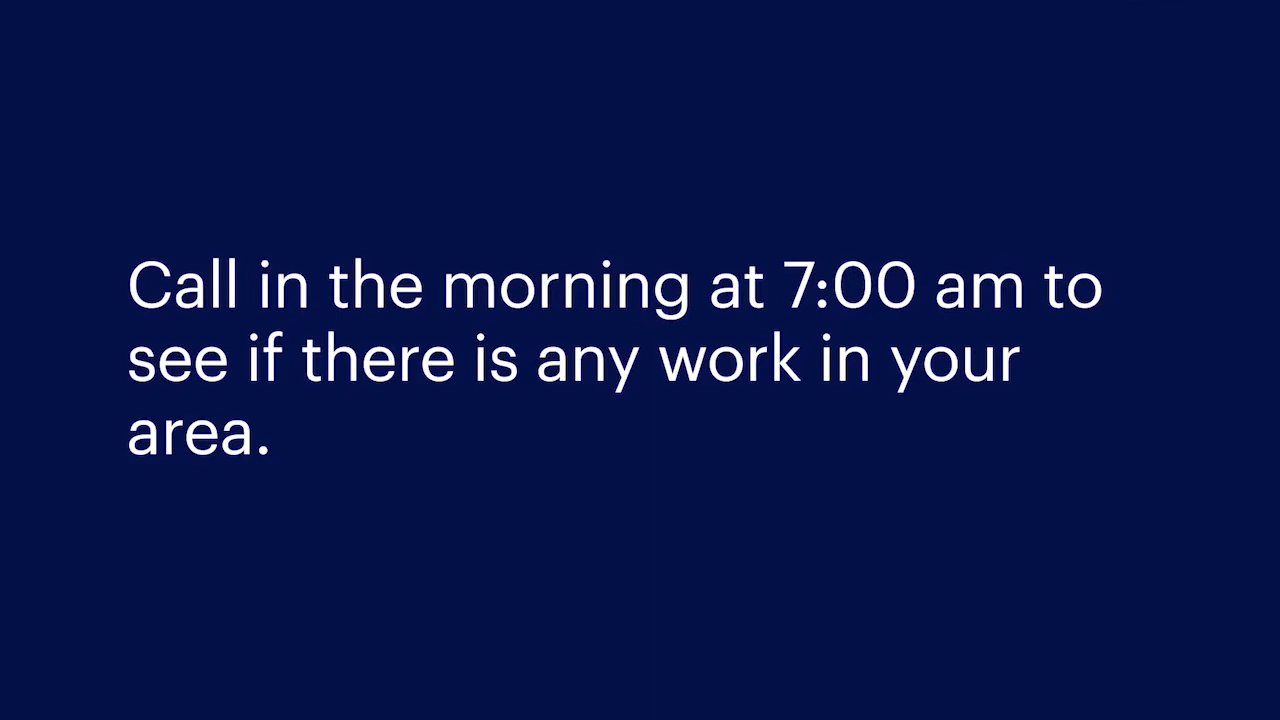 Call in the morning at 7:00 am to
see if there is any work in your
area.